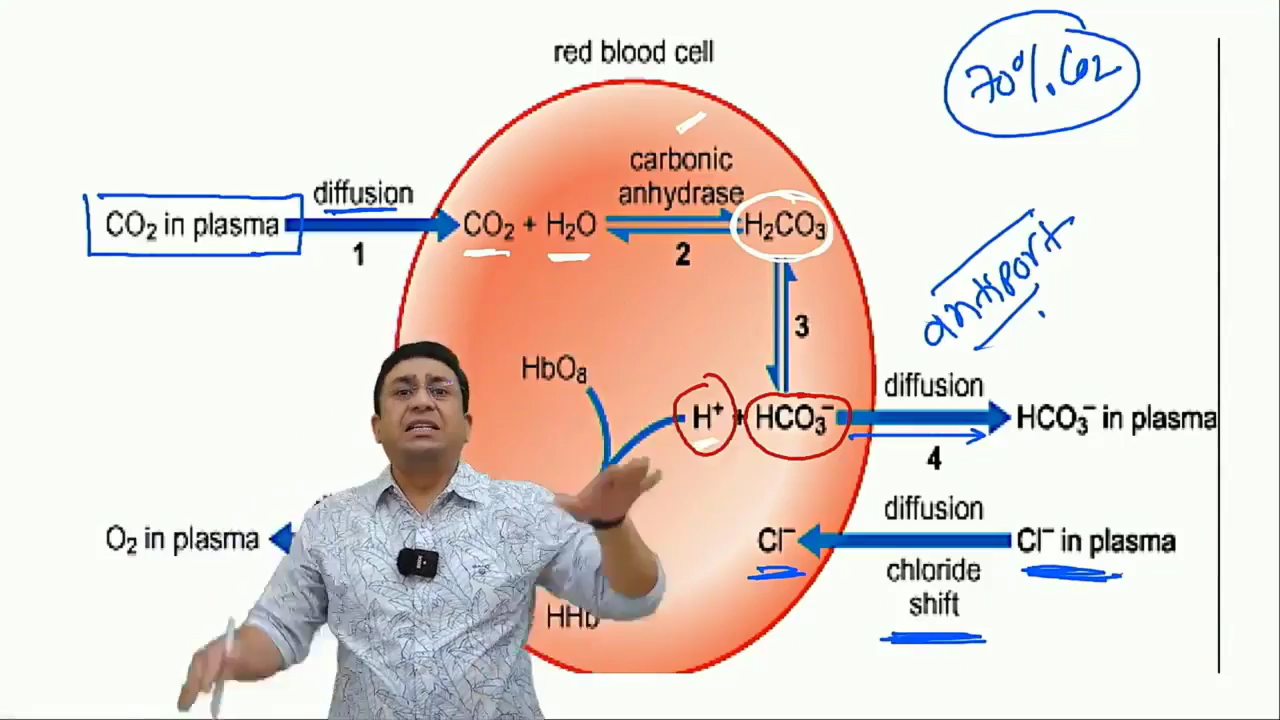 red blood cell
70% CO2
carbonic
anhydrase
diffusion
CO₂ in plasma
1
CO₂ + H₂O
2
H₂CO₃
antisport
3
HbO₈
diffusion
H⁺ + HCO₃⁻
HCO₃⁻ in plasma
4
diffusion
O₂ in plasma
Cl⁻
Cl⁻ in plasma
chloride
shift
HHb